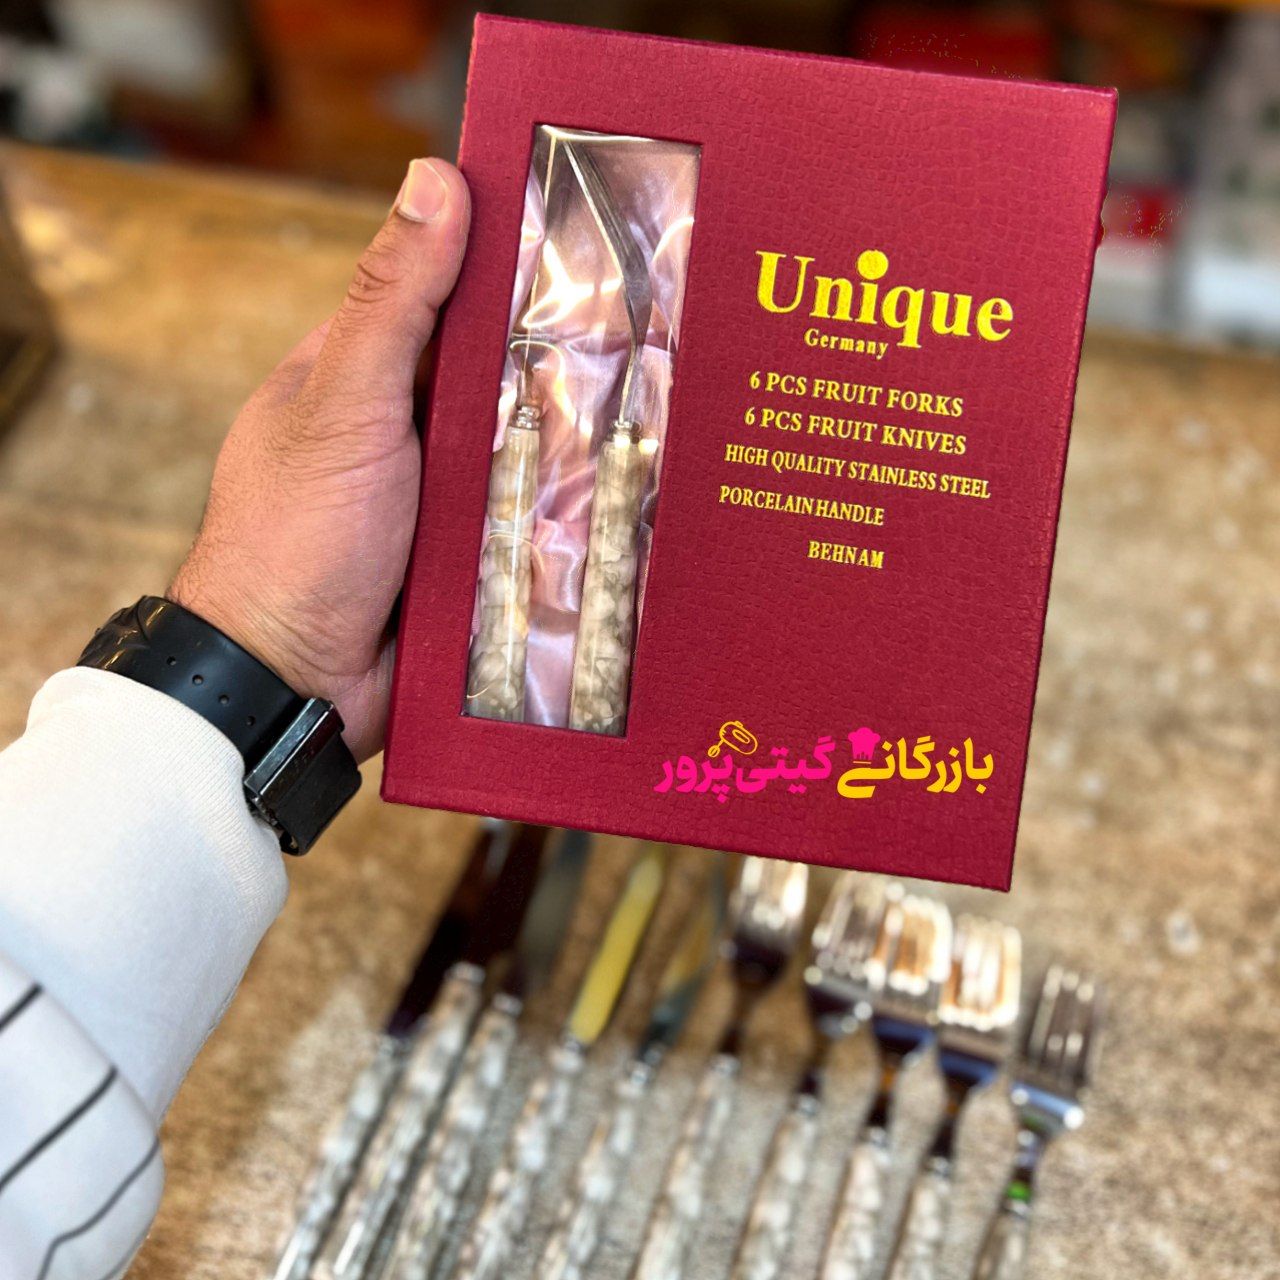 Unique
Germany
6 PCS FRUIT FORKS
6 PCS FRUIT KNIVES
HIGH QUALITY STAINLESS STEEL
PORCELAIN HANDLE
BEHNAM
بازرگانی گیتی‌پرور